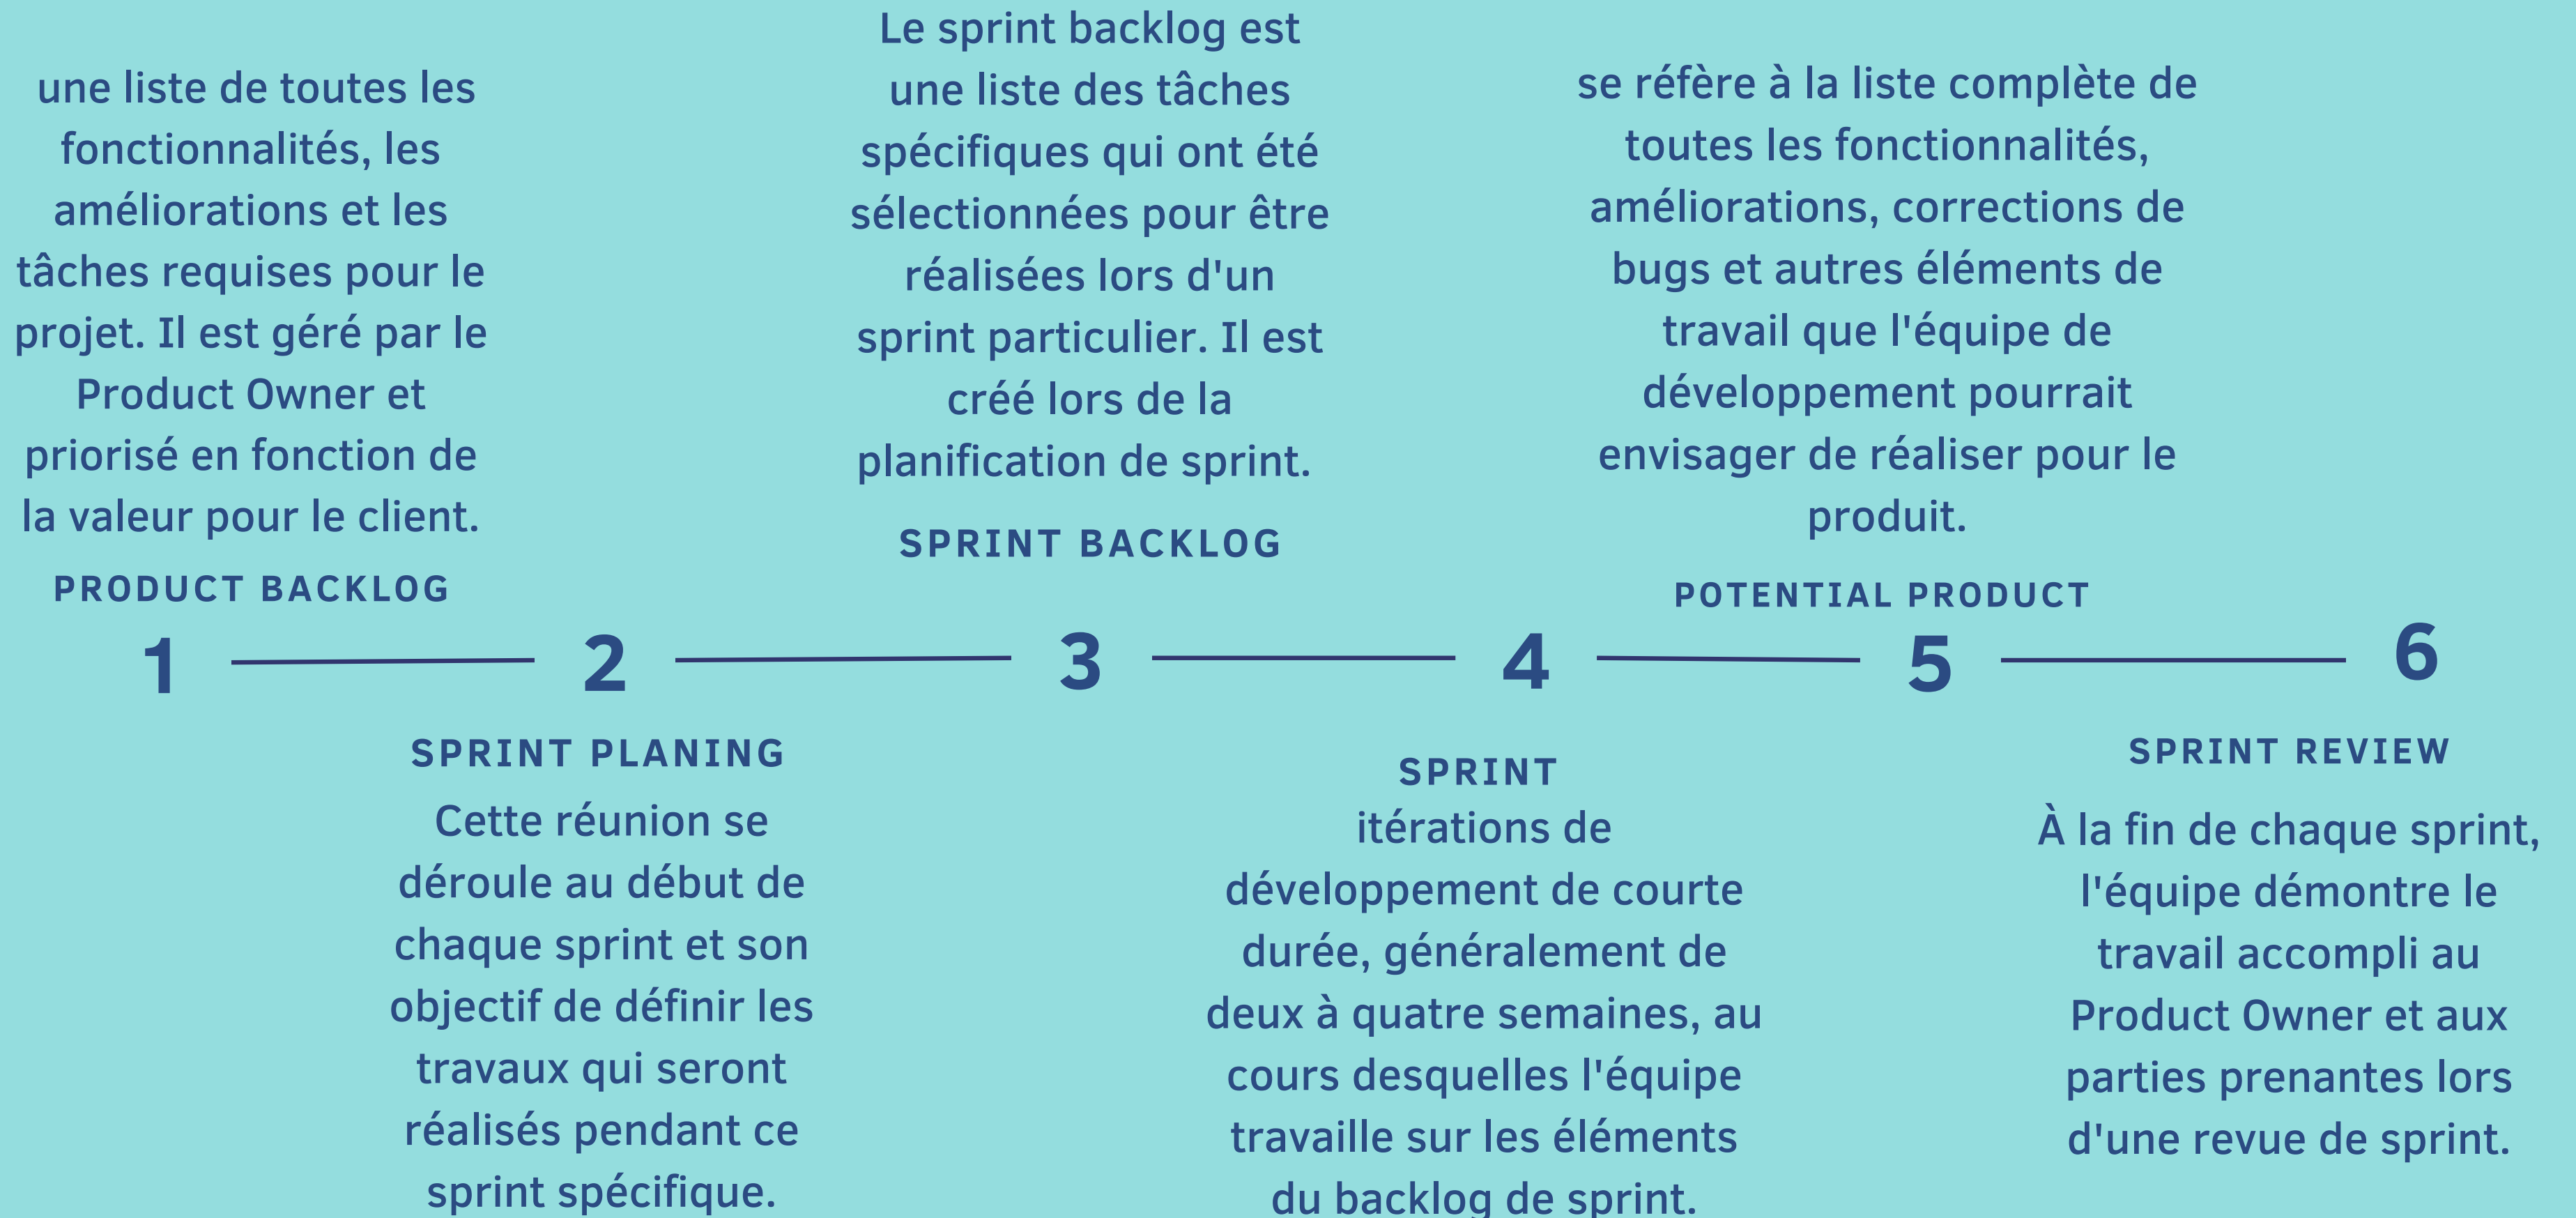 une liste de toutes les
fonctionnalités, les
améliorations et les
tâches requises pour le
projet. Il est géré par le
Product Owner et
priorisé en fonction de
la valeur pour le client.
PRODUCT BACKLOG
1
2
SPRINT PLANING
Cette réunion se
déroule au début de
chaque sprint et son
objectif de définir les
travaux qui seront
réalisés pendant ce
sprint spécifique.
Le sprint backlog est
une liste des tâches
spécifiques qui ont été
sélectionnées pour être
réalisées lors d'un
sprint particulier. Il est
créé lors de la
planification de sprint.
SPRINT BACKLOG
3
4
SPRINT
itérations de
développement de courte
durée, généralement de
deux à quatre semaines, au
cours desquelles l'équipe
travaille sur les éléments
du backlog de sprint.
se réfère à la liste complète de
toutes les fonctionnalités,
améliorations, corrections de
bugs et autres éléments de
travail que l'équipe de
développement pourrait
envisager de réaliser pour le
produit.
POTENTIAL PRODUCT
5
6
SPRINT REVIEW
À la fin de chaque sprint,
l'équipe démontre le
travail accompli au
Product Owner et aux
parties prenantes lors
d'une revue de sprint.